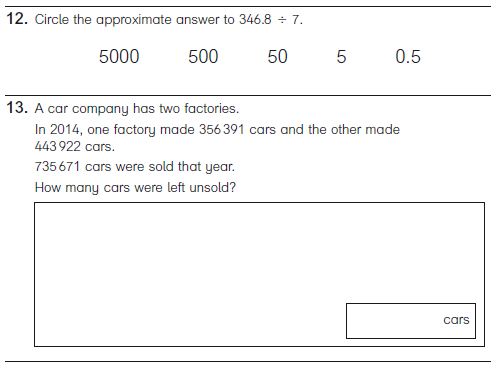 12. Circle the approximate answer to 346.8 ÷ 7.
5000 500 50 5 0.5
13. A car company has two factories.
In 2014, one factory made 356 391 cars and the other made
443 922 cars.
735 671 cars were sold that year.
How many cars were left unsold?
cars